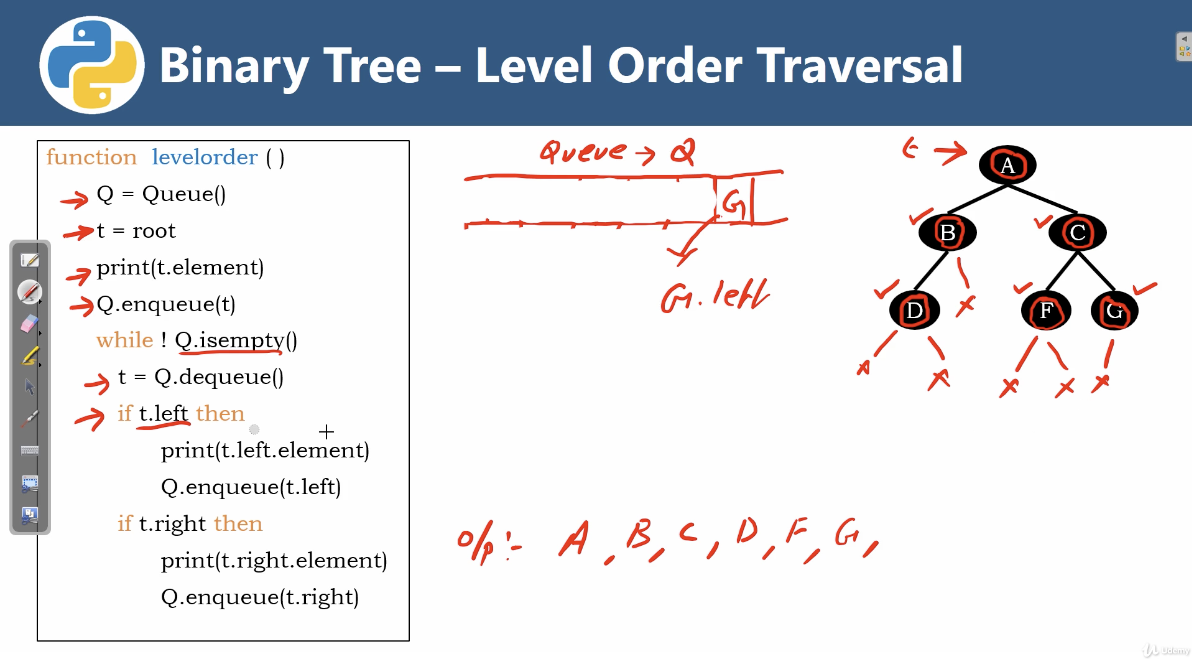 Binary Tree – Level Order Traversal
function levelorder ( )
Q = Queue()
t = root
print(t.element)
Q.enqueue(t)
while ! Q.isempty()
t = Q.dequeue()
if t.left then
print(t.left.element)
Q.enqueue(t.left)
if t.right then
print(t.right.element)
Q.enqueue(t.right)
Queue → Q
G
G.left
t → A
B C
D F G
o/p :- A, B, C, D, F, G,
Udemy